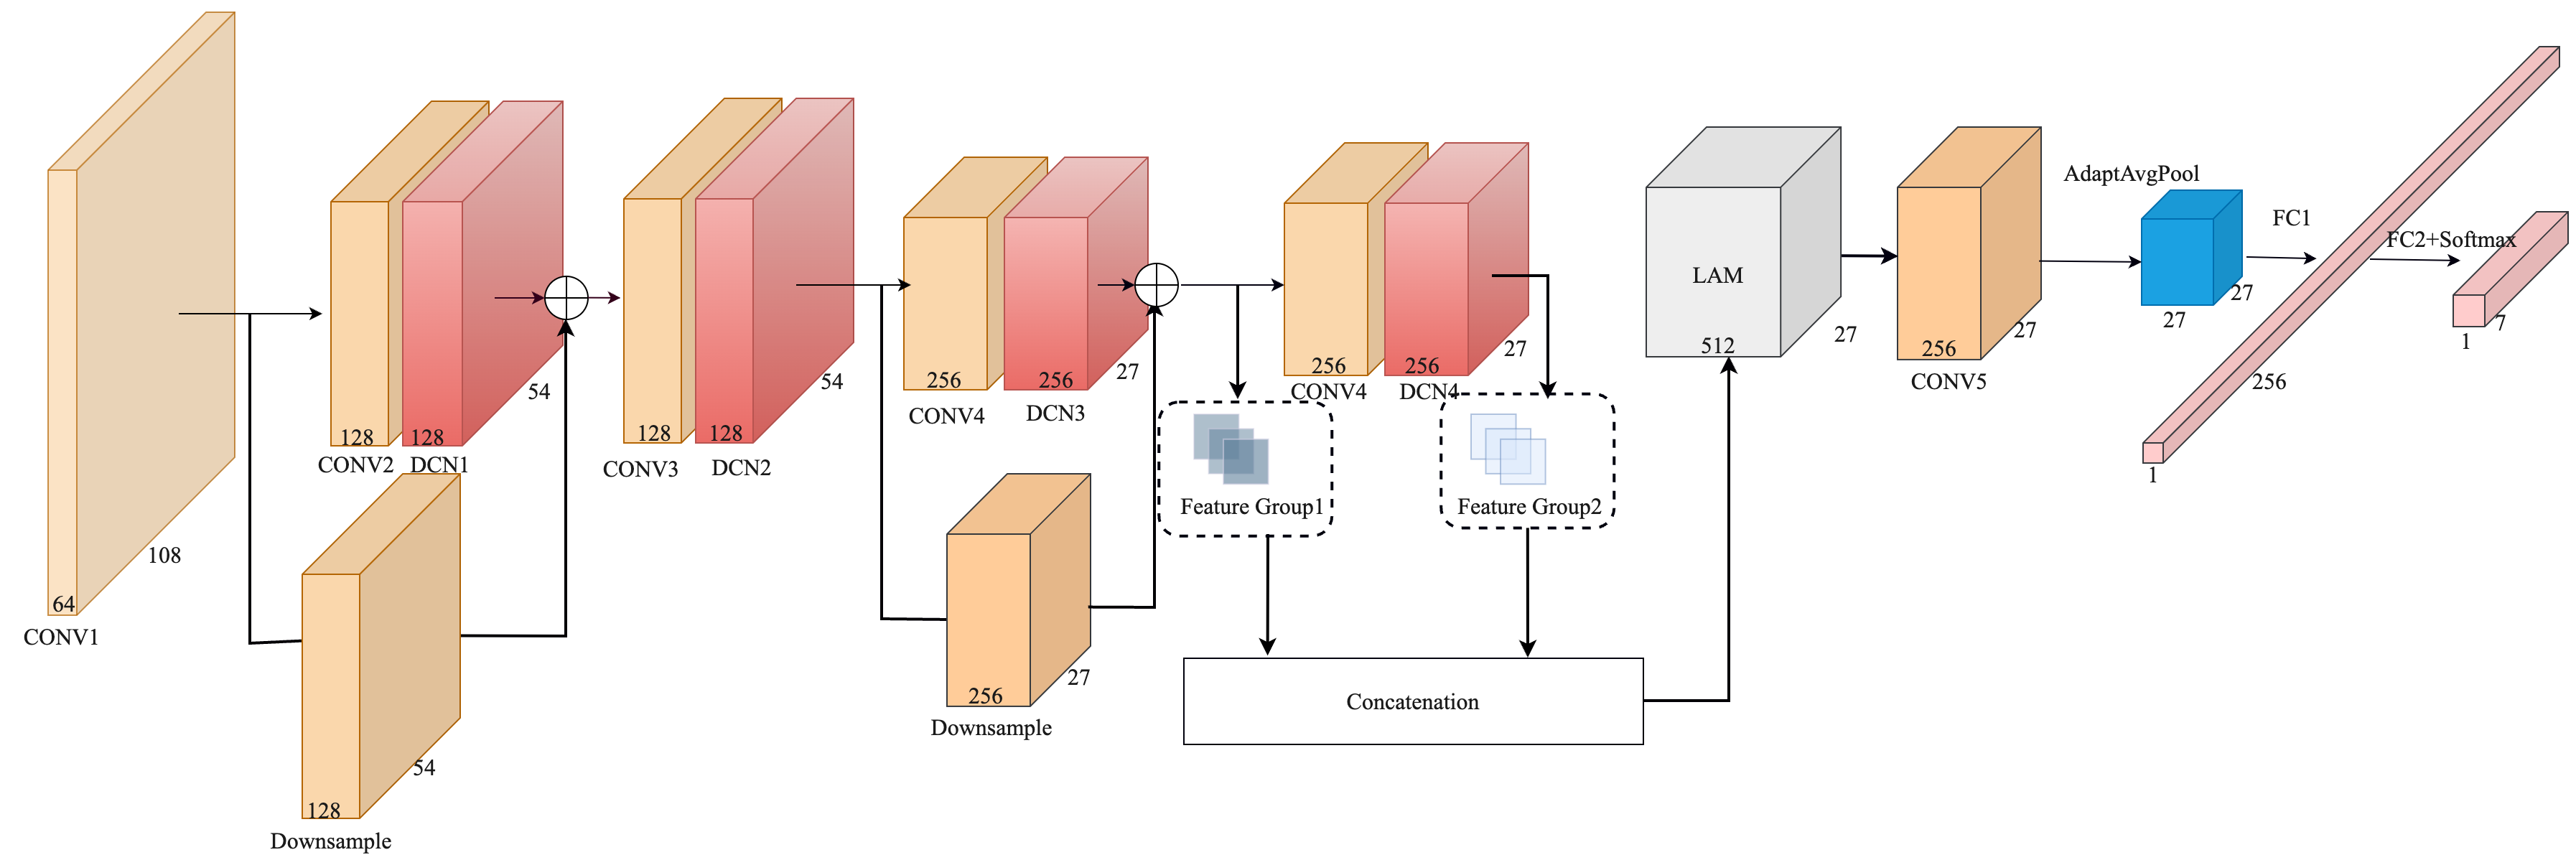 64
108
CONV1
128
128
54
CONV2
DCN1
128
54
Downsample
128
128
54
CONV3
DCN2
256
256
27
CONV4
DCN3
256
27
Downsample
256
256
27
CONV4
DCN4
Feature Group1
Feature Group2
Concatenation
LAM
512
27
256
27
CONV5
AdaptAvgPool
27
27
FC1
256
1
FC2+Softmax
1
7